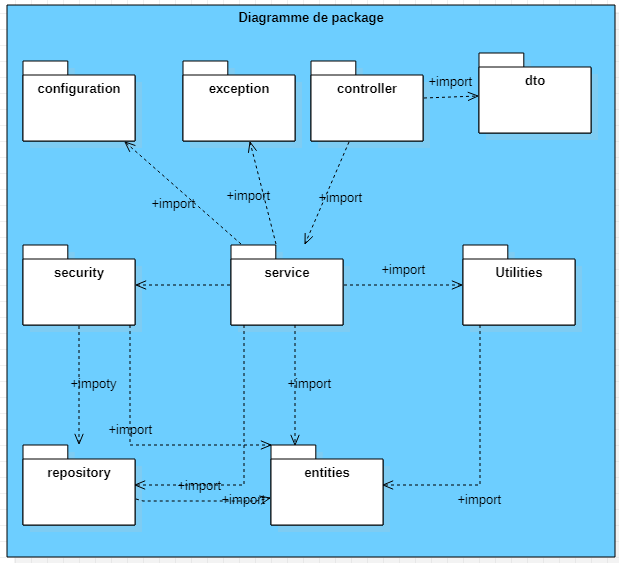 Diagramme de package
configuration
exception
controller
+import
dto
+import
+import
+import
security
service
+import
Utilities
+impoty
+import
+import
repository
+import
+import
entities
+import